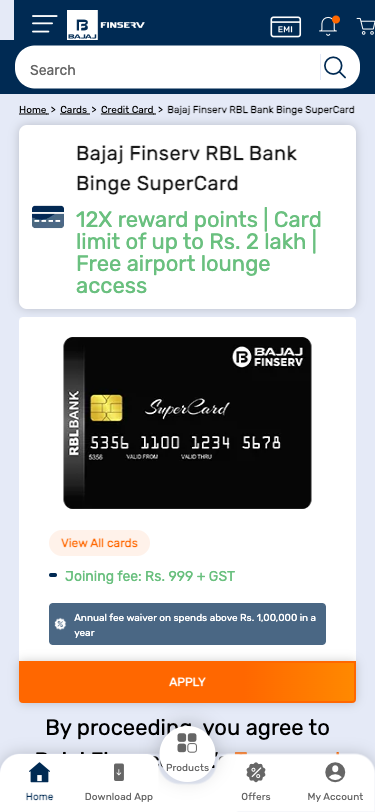 BAJAJ FINSERV
EMI
Search
Home > Cards > Credit Card > Bajaj Finserv RBL Bank Binge SuperCard
Bajaj Finserv RBL Bank
Binge SuperCard
12X reward points | Card
limit of up to Rs. 2 lakh |
Free airport lounge
access
BAJAJ
FINSERV
RBLBANK
SuperCard
5356 1100 1234 5678
5356 VALID FROM VALID THRU
View All cards
Joining fee: Rs. 999 + GST
Annual fee waiver on spends above Rs. 1,00,000 in a
year
APPLY
By proceeding, you agree to
Products
Home Download App Offers My Account